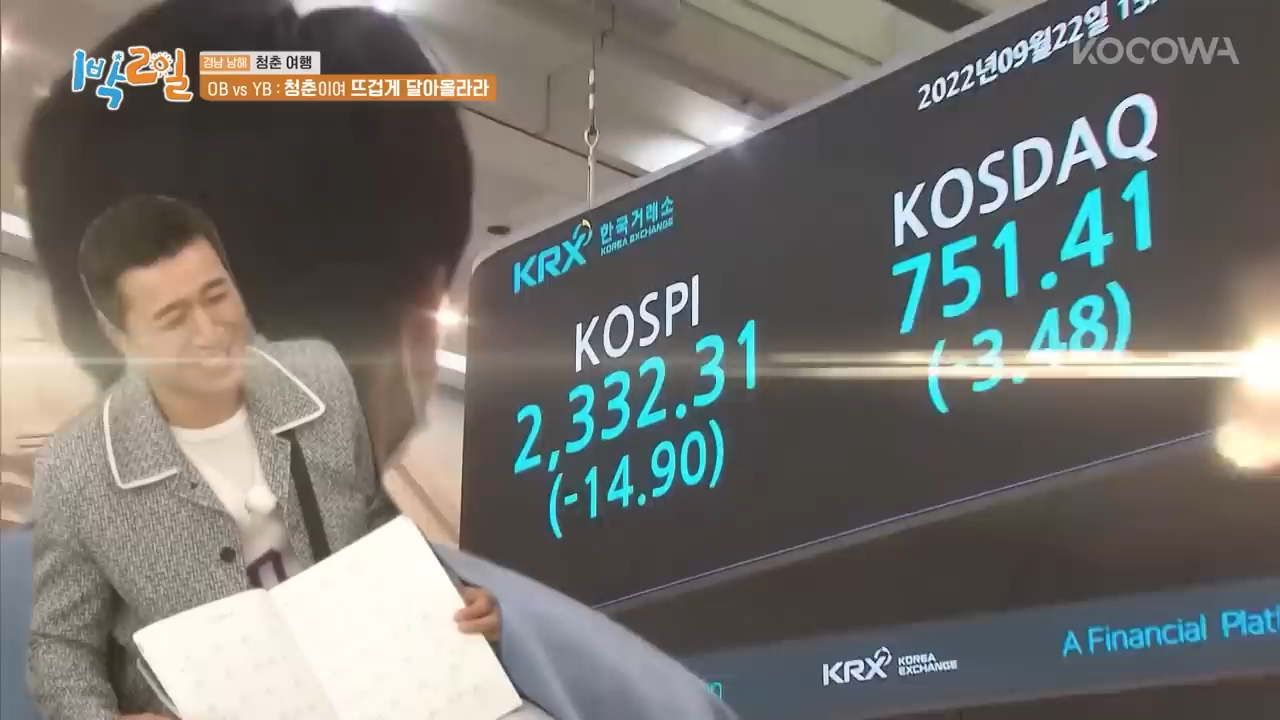 1박2일
경남 남해 청춘 여행
OB vs YB : 청춘이여 뜨겁게 달아올라라
KOCOWA
2022년09월22일
KRX 한국거래소
KOREA EXCHANGE
KOSPI
2,332.31
(-14.90)
KOSDAQ
751.41
(-3.48)
KRX KOREA
EXCHANGE
A Financial